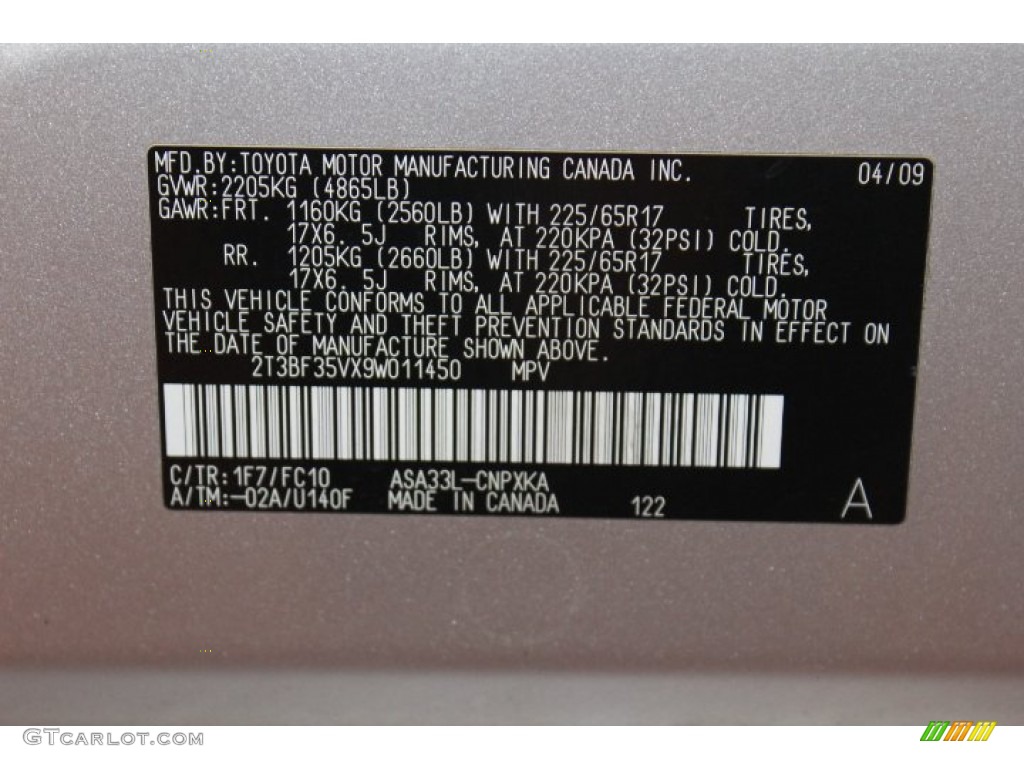 MFD.BY:TOYOTA MOTOR MANUFACTURING CANADA INC. 04/09
GVWR:2205KG (4865LB)
GAWR:FRT. 1160KG (2560LB) WITH 225/65R17 TIRES,
17X6.5J RIMS, AT 220KPA (32PSI) COLD.
RR. 1205KG (2660LB) WITH 225/65R17 TIRES,
17X6.5J RIMS, AT 220KPA (32PSI) COLD.
THIS VEHICLE CONFORMS TO ALL APPLICABLE FEDERAL MOTOR
VEHICLE SAFETY AND THEFT PREVENTION STANDARDS IN EFFECT ON
THE DATE OF MANUFACTURE SHOWN ABOVE.
2T3BF35VX9W011450 MPV
C/TR:1F7/FC10 ASA33L-CNPXKA
A/TM:-02A/U140F MADE IN CANADA 122 A
GTCarlot.com